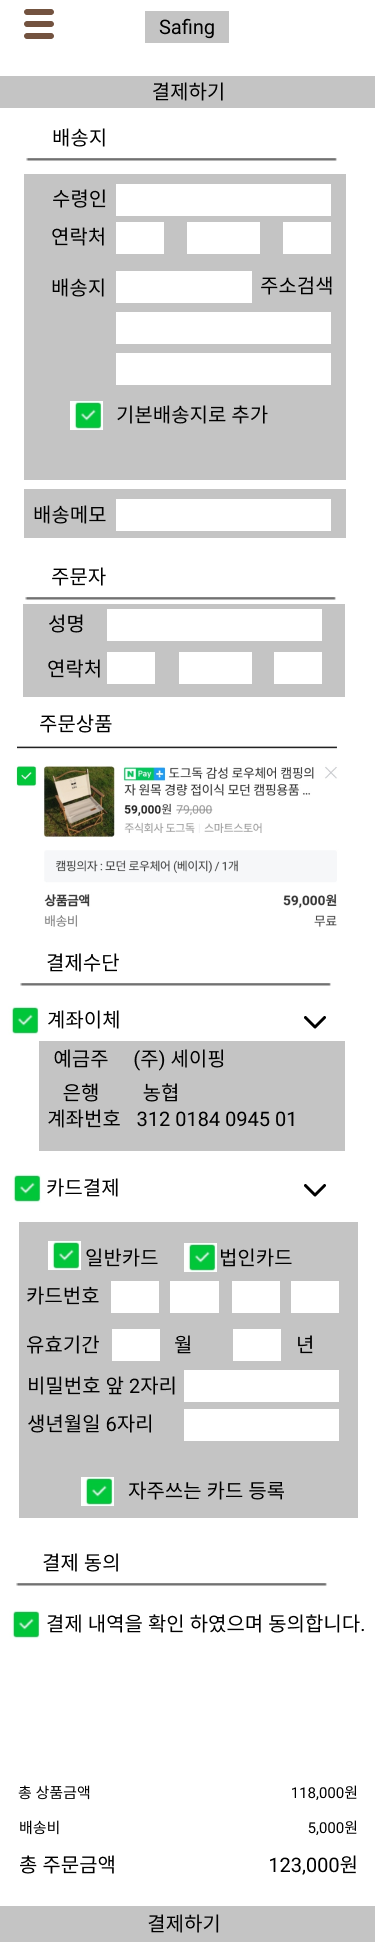 Safing
결제하기
배송지
수령인
연락처
배송지 주소검색
기본배송지로 추가
배송메모
주문자
성명
연락처
주문상품
N Pay + 도그독 감성 로우체어 캠핑의
자 원목 경량 접이식 모던 캠핑용품 ...
59,000원 79,000
주식회사 도그독 | 스마트스토어
캠핑의자 : 모던 로우체어 (베이지) / 1개
상품금액 59,000원
배송비 무료
결제수단
계좌이체
예금주 (주) 세이핑
은행 농협
계좌번호 312 0184 0945 01
카드결제
일반카드 법인카드
카드번호
유효기간 월 년
비밀번호 앞 2자리
생년월일 6자리
자주쓰는 카드 등록
결제 동의
결제 내역을 확인 하였으며 동의합니다.
총 상품금액 118,000원
배송비 5,000원
총 주문금액 123,000원
결제하기